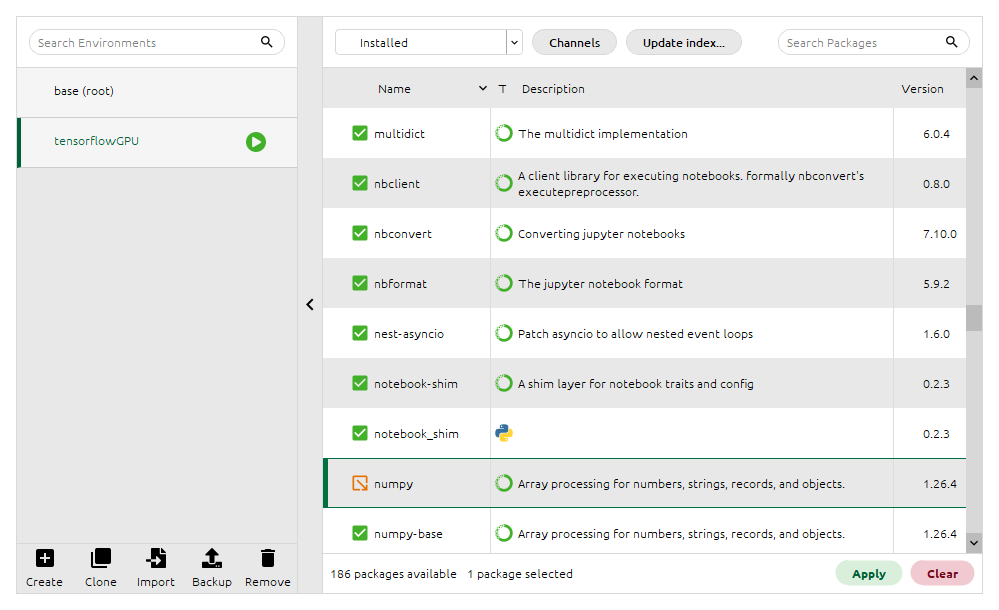 Search Environments
Installed
Channels
Update index...
Search Packages
base (root)
tensorflowGPU
Name T Description Version
multidict The multidict implementation 6.0.4
nbclient A client library for executing notebooks. formally nbconvert's executepreprocessor. 0.8.0
nbconvert Converting jupyter notebooks 7.10.0
nbformat The jupyter notebook format 5.9.2
nest-asyncio Patch asyncio to allow nested event loops 1.6.0
notebook-shim A shim layer for notebook traits and config 0.2.3
notebook_shim 0.2.3
numpy Array processing for numbers, strings, records, and objects. 1.26.4
numpy-base Array processing for numbers, strings, records, and objects. 1.26.4
Create Clone Import Backup Remove
186 packages available 1 package selected
Apply Clear